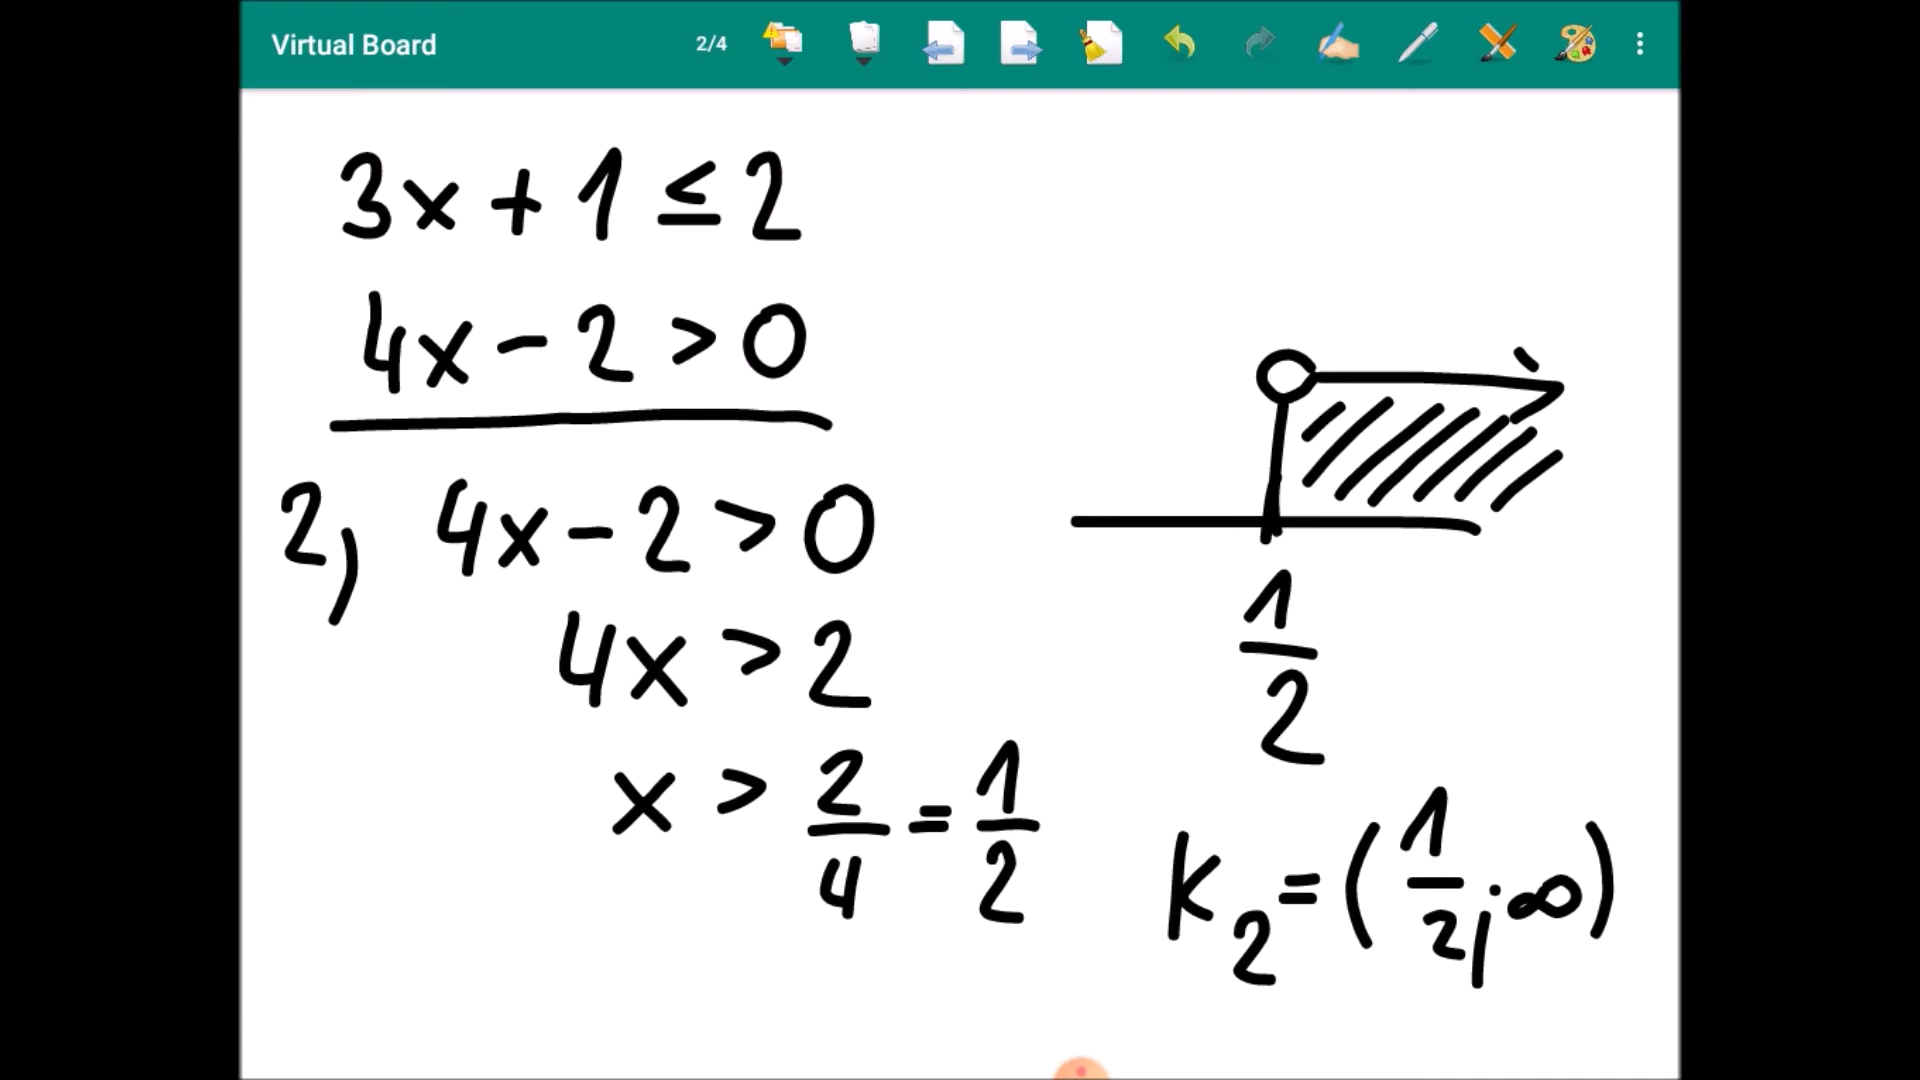 Virtual Board 2/4
3x + 1 ≤ 2
4x - 2 > 0
2, 4x - 2 > 0
4x > 2
x > 2/4 = 1/2
1/2
K₂ = (1/2; ∞)